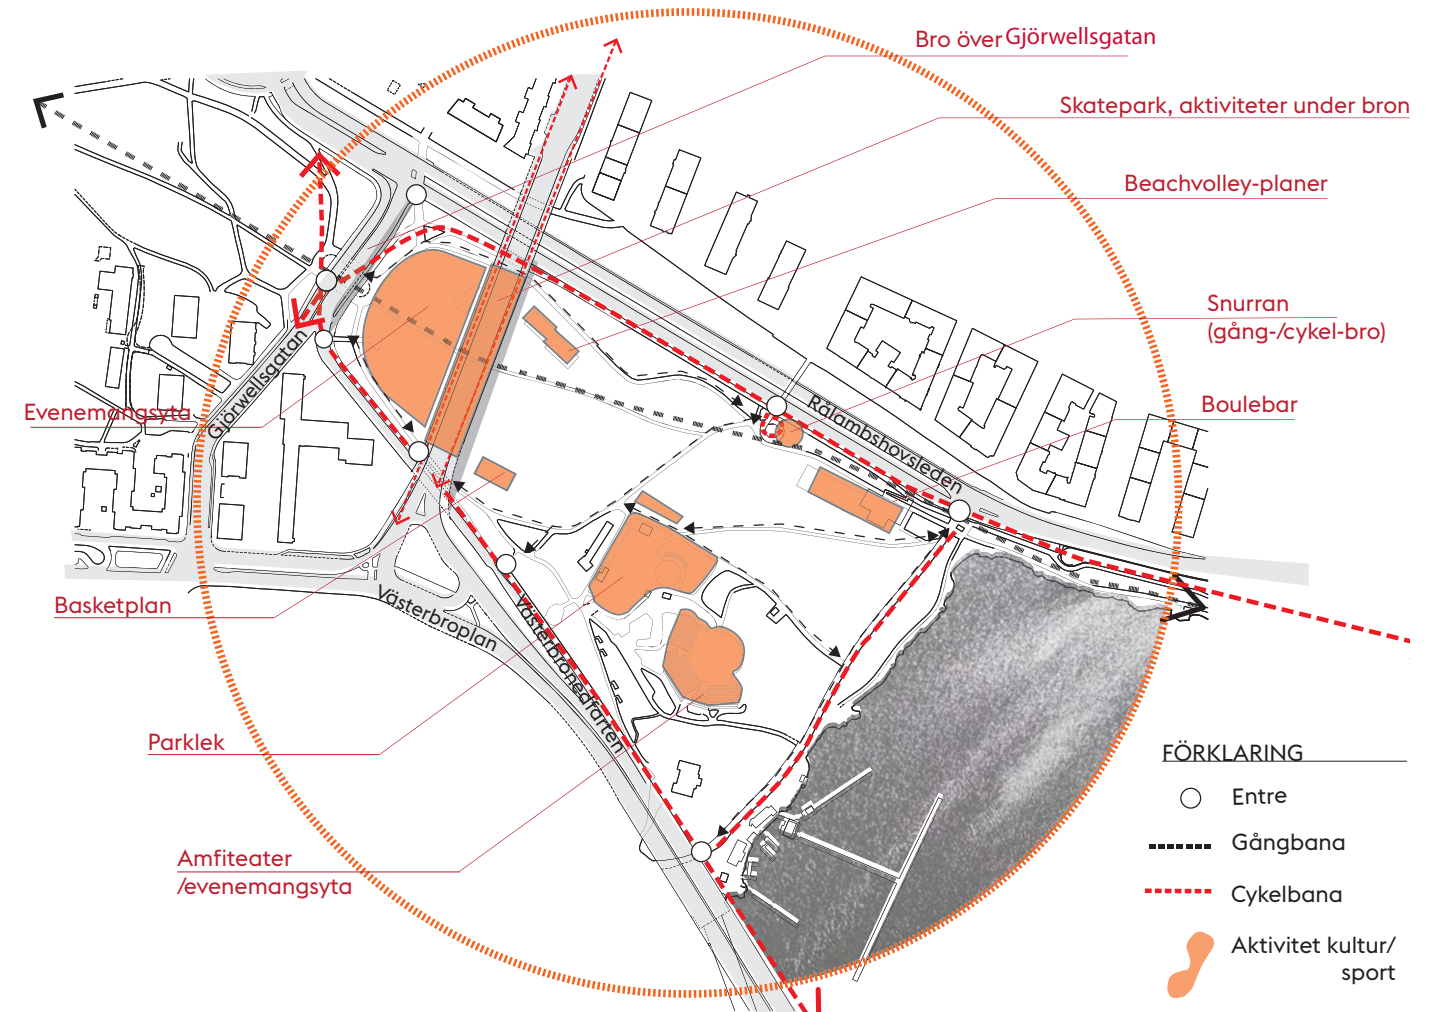 Bro över Gjörwellsgatan
Skatepark, aktiviteter under bron
Beachvolley-planer
Snurran
(gång-/cykel-bro)
Boulebar
Rålambshovsleden
Gjörwellsgatan
Evenemangsyta
Basketplan
Västerbroplan
Västerbronedfarten
Parklek
Amfiteater
/evenemangsyta
FÖRKLARING
Entre
Gångbana
Cykelbana
Aktivitet kultur/
sport